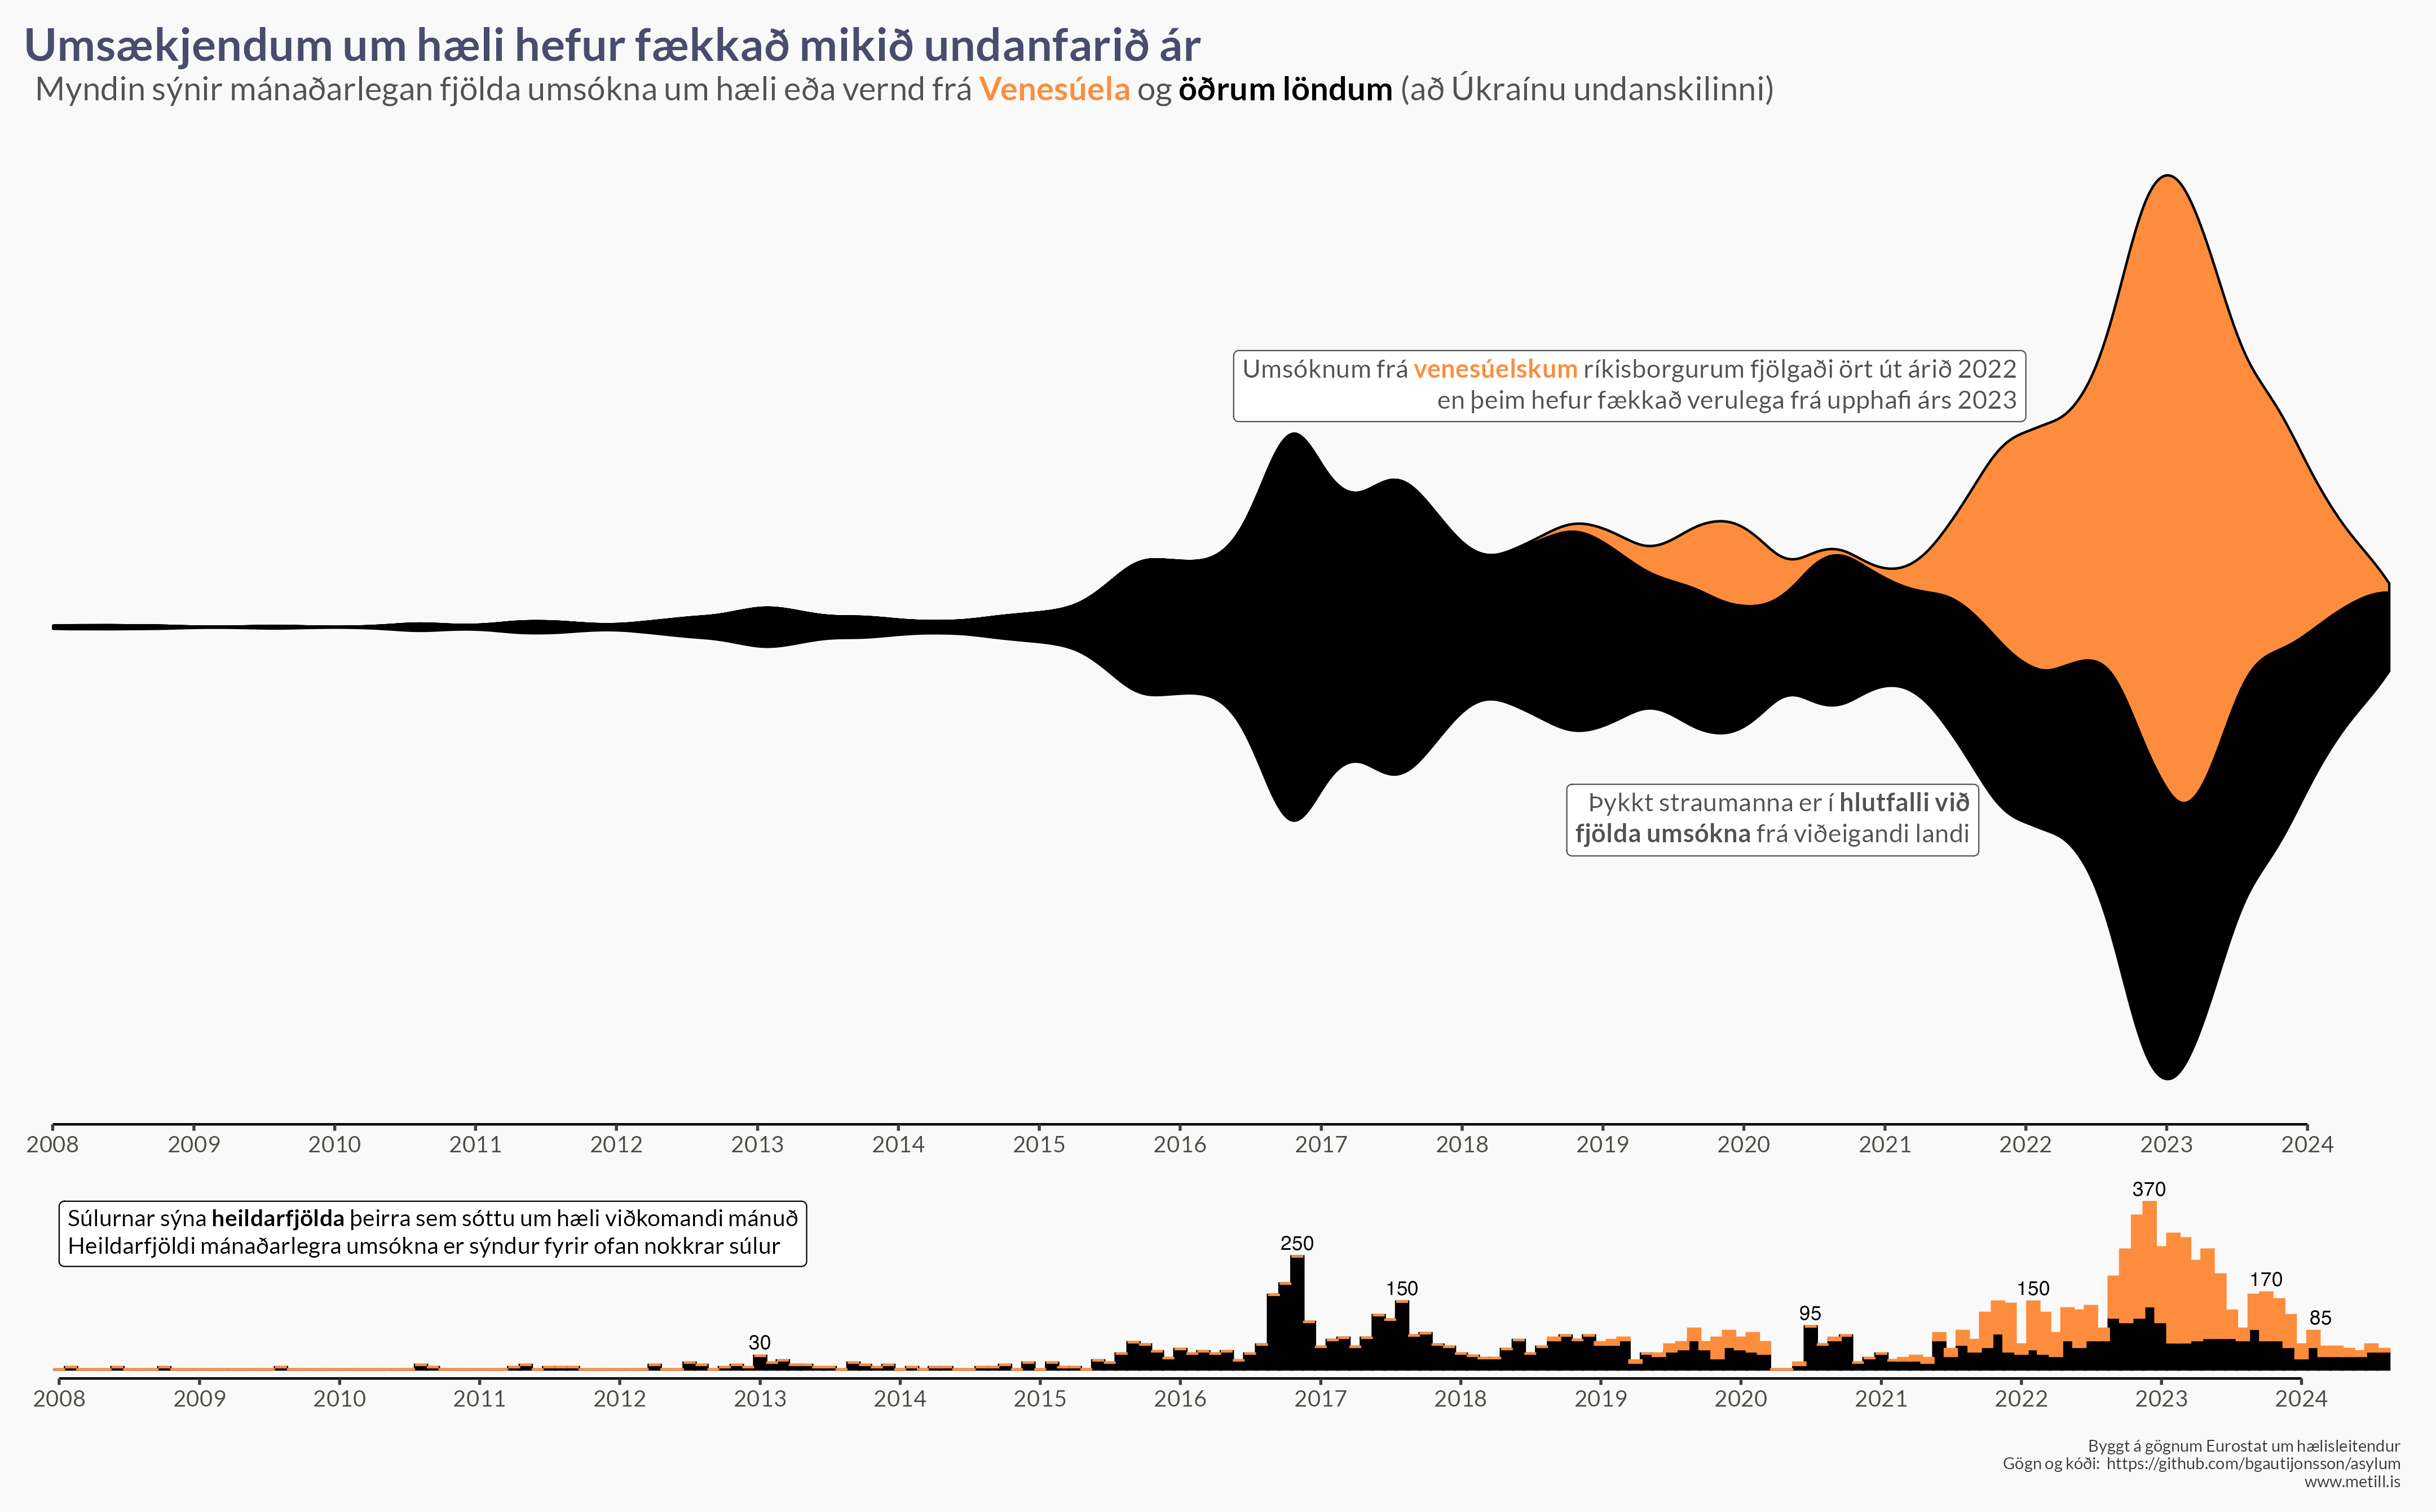 Umsækjendum um hæli hefur fækkað mikið undanfarið ár
Myndin sýnir mánaðarlegan fjölda umsókna um hæli eða vernd frá Venesúela og öðrum löndum (að Úkraínu undanskilinni)
Umsóknum frá venesúelskum ríkisborgurum fjölgaði ört út árið 2022
en þeim hefur fækkað verulega frá upphafi árs 2023
Þykkt straumanna er í hlutfalli við
fjölda umsókna frá viðeigandi landi
2008 2009 2010 2011 2012 2013 2014 2015 2016 2017 2018 2019 2020 2021 2022 2023 2024
Súlurnar sýna heildarfjölda þeirra sem sóttu um hæli viðkomandi mánuð
Heildarfjöldi mánaðarlegra umsókna er sýndur fyrir ofan nokkrar súlur
30 250 150 95 150 370 170 85
2008 2009 2010 2011 2012 2013 2014 2015 2016 2017 2018 2019 2020 2021 2022 2023 2024
Byggt á gögnum Eurostat um hælisleitendur
Gögn og kóði: https://github.com/bgautijonsson/asylum
www.metill.is